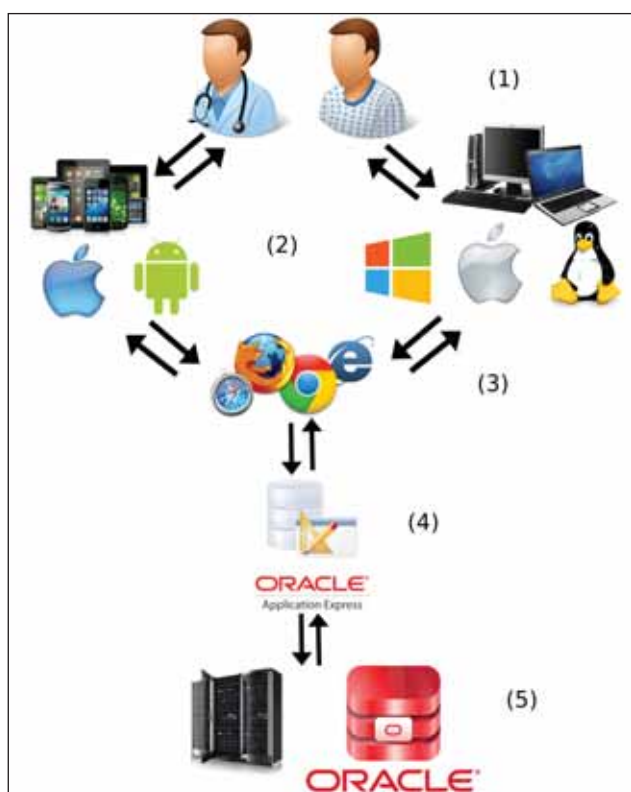 (1)
(2)
(3)
(4)
ORACLE®
Application Express
(5)
ORACLE®